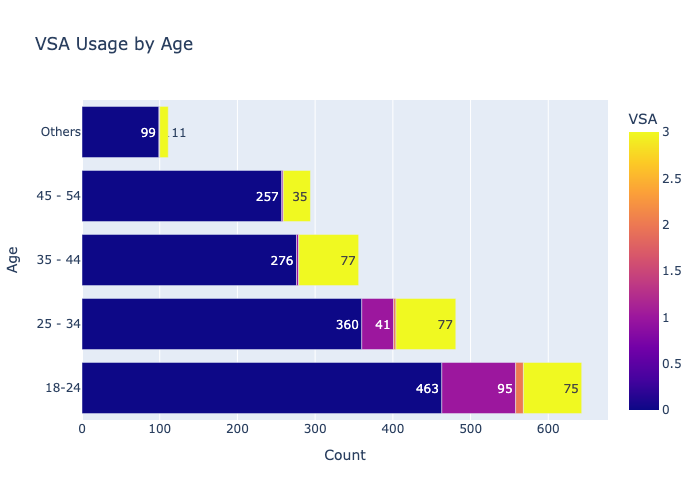 VSA Usage by Age
VSA
Others 99 11
45 - 54 257 35
35 - 44 276 77
25 - 34 360 41 77
18-24 463 95 75
Age
0 100 200 300 400 500 600
Count
3
2.5
2
1.5
1
0.5
0